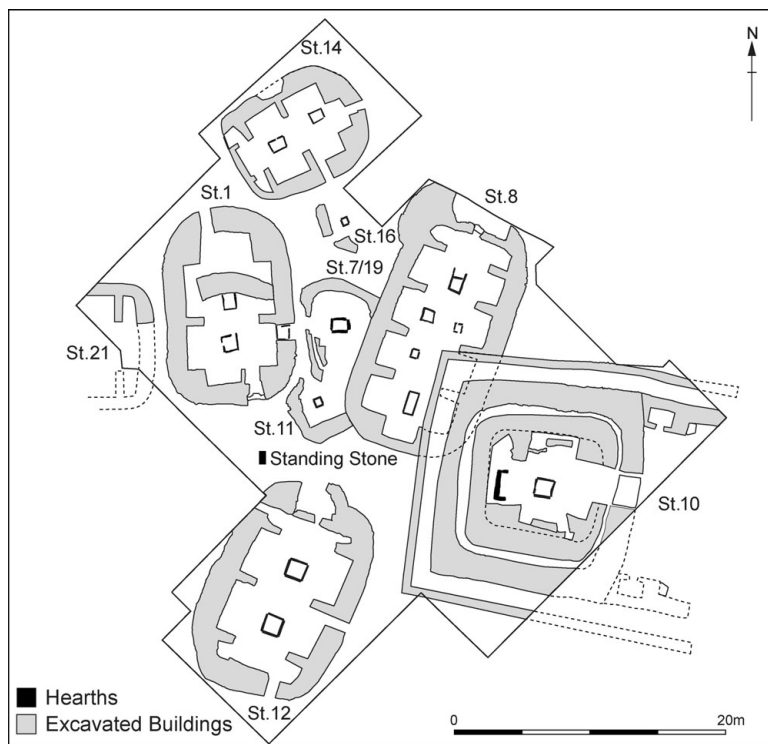 St.14
N
St.1
St.8
St.16
St.7/19
St.21
St.11
Standing Stone
St.10
Hearths
Excavated Buildings
St.12
0
20m